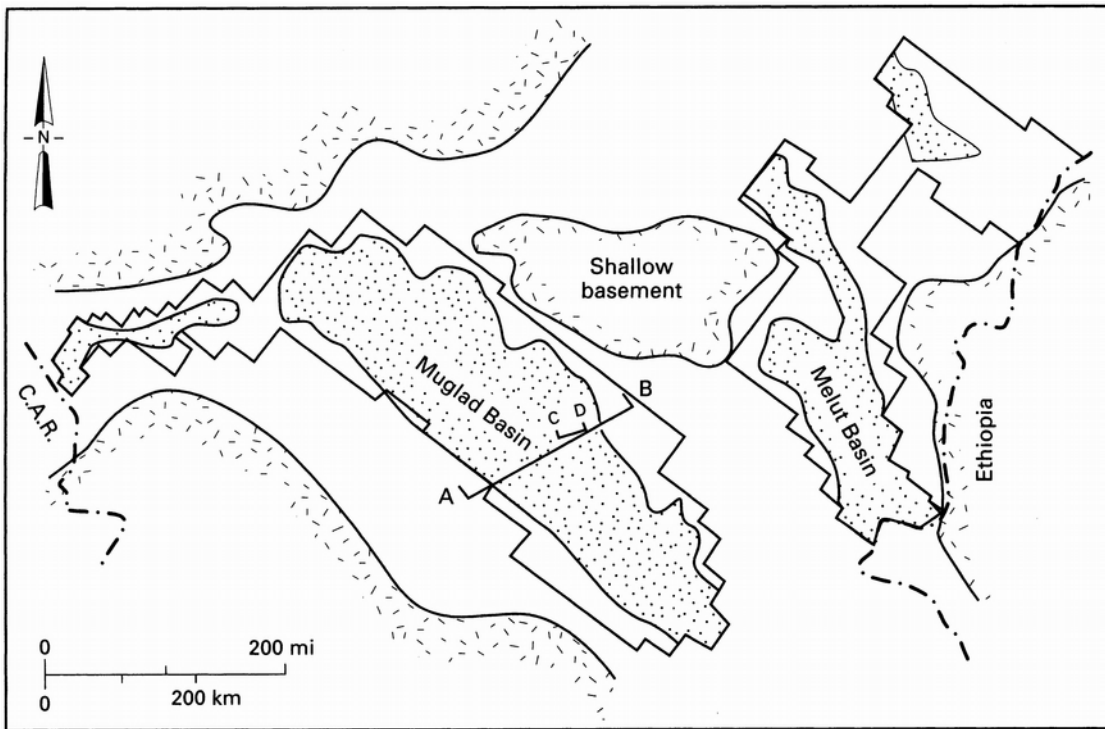 N
Shallow
basement
Muglad Basin
B
C
D
A
C.A.R.
Melut Basin
Ethiopia
0 200 mi
0 200 km